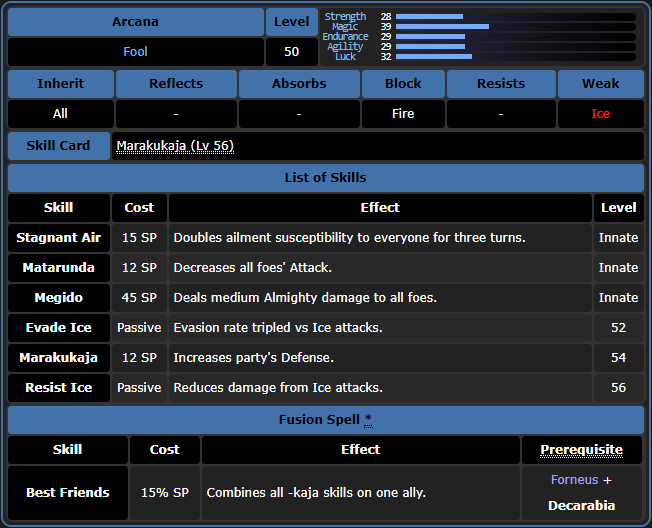 Arcana Level
Strength 28
Magic 39
Endurance 29
Agility 29
Luck 32
Fool 50
Inherit Reflects Absorbs Block Resists Weak
All - - Fire - Ice
Skill Card Marakukaja (Lv 56)
List of Skills
Skill Cost Effect Level
Stagnant Air 15 SP Doubles ailment susceptibility to everyone for three turns. Innate
Matarunda 12 SP Decreases all foes' Attack. Innate
Megido 45 SP Deals medium Almighty damage to all foes. Innate
Evade Ice Passive Evasion rate tripled vs Ice attacks. 52
Marakukaja 12 SP Increases party's Defense. 54
Resist Ice Passive Reduces damage from Ice attacks. 56
Fusion Spell *
Skill Cost Effect Prerequisite
Best Friends 15% SP Combines all -kaja skills on one ally. Forneus +
Decarabia